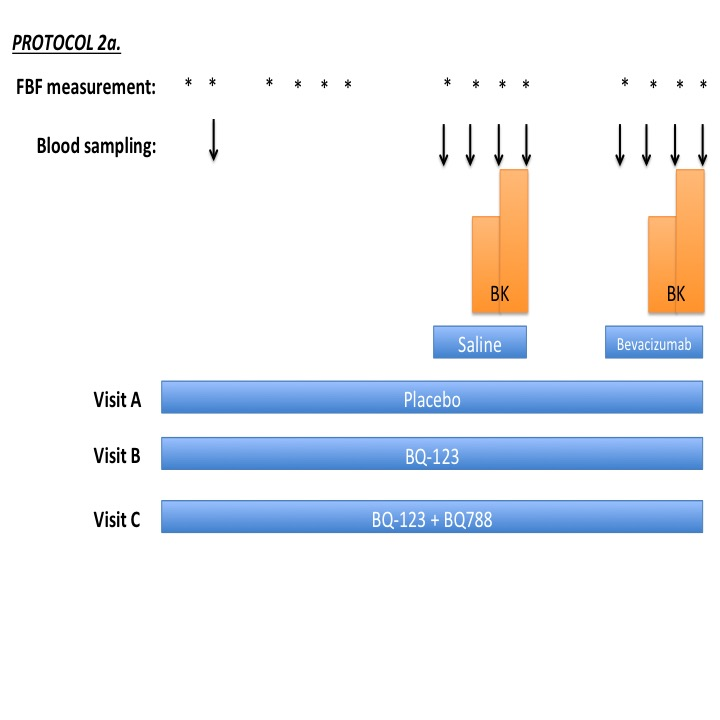 PROTOCOL 2a.
FBF measurement: * * * * * * * * * * * * * *
Blood sampling:
BK BK
Saline Bevacizumab
Visit A Placebo
Visit B BQ-123
Visit C BQ-123 + BQ788